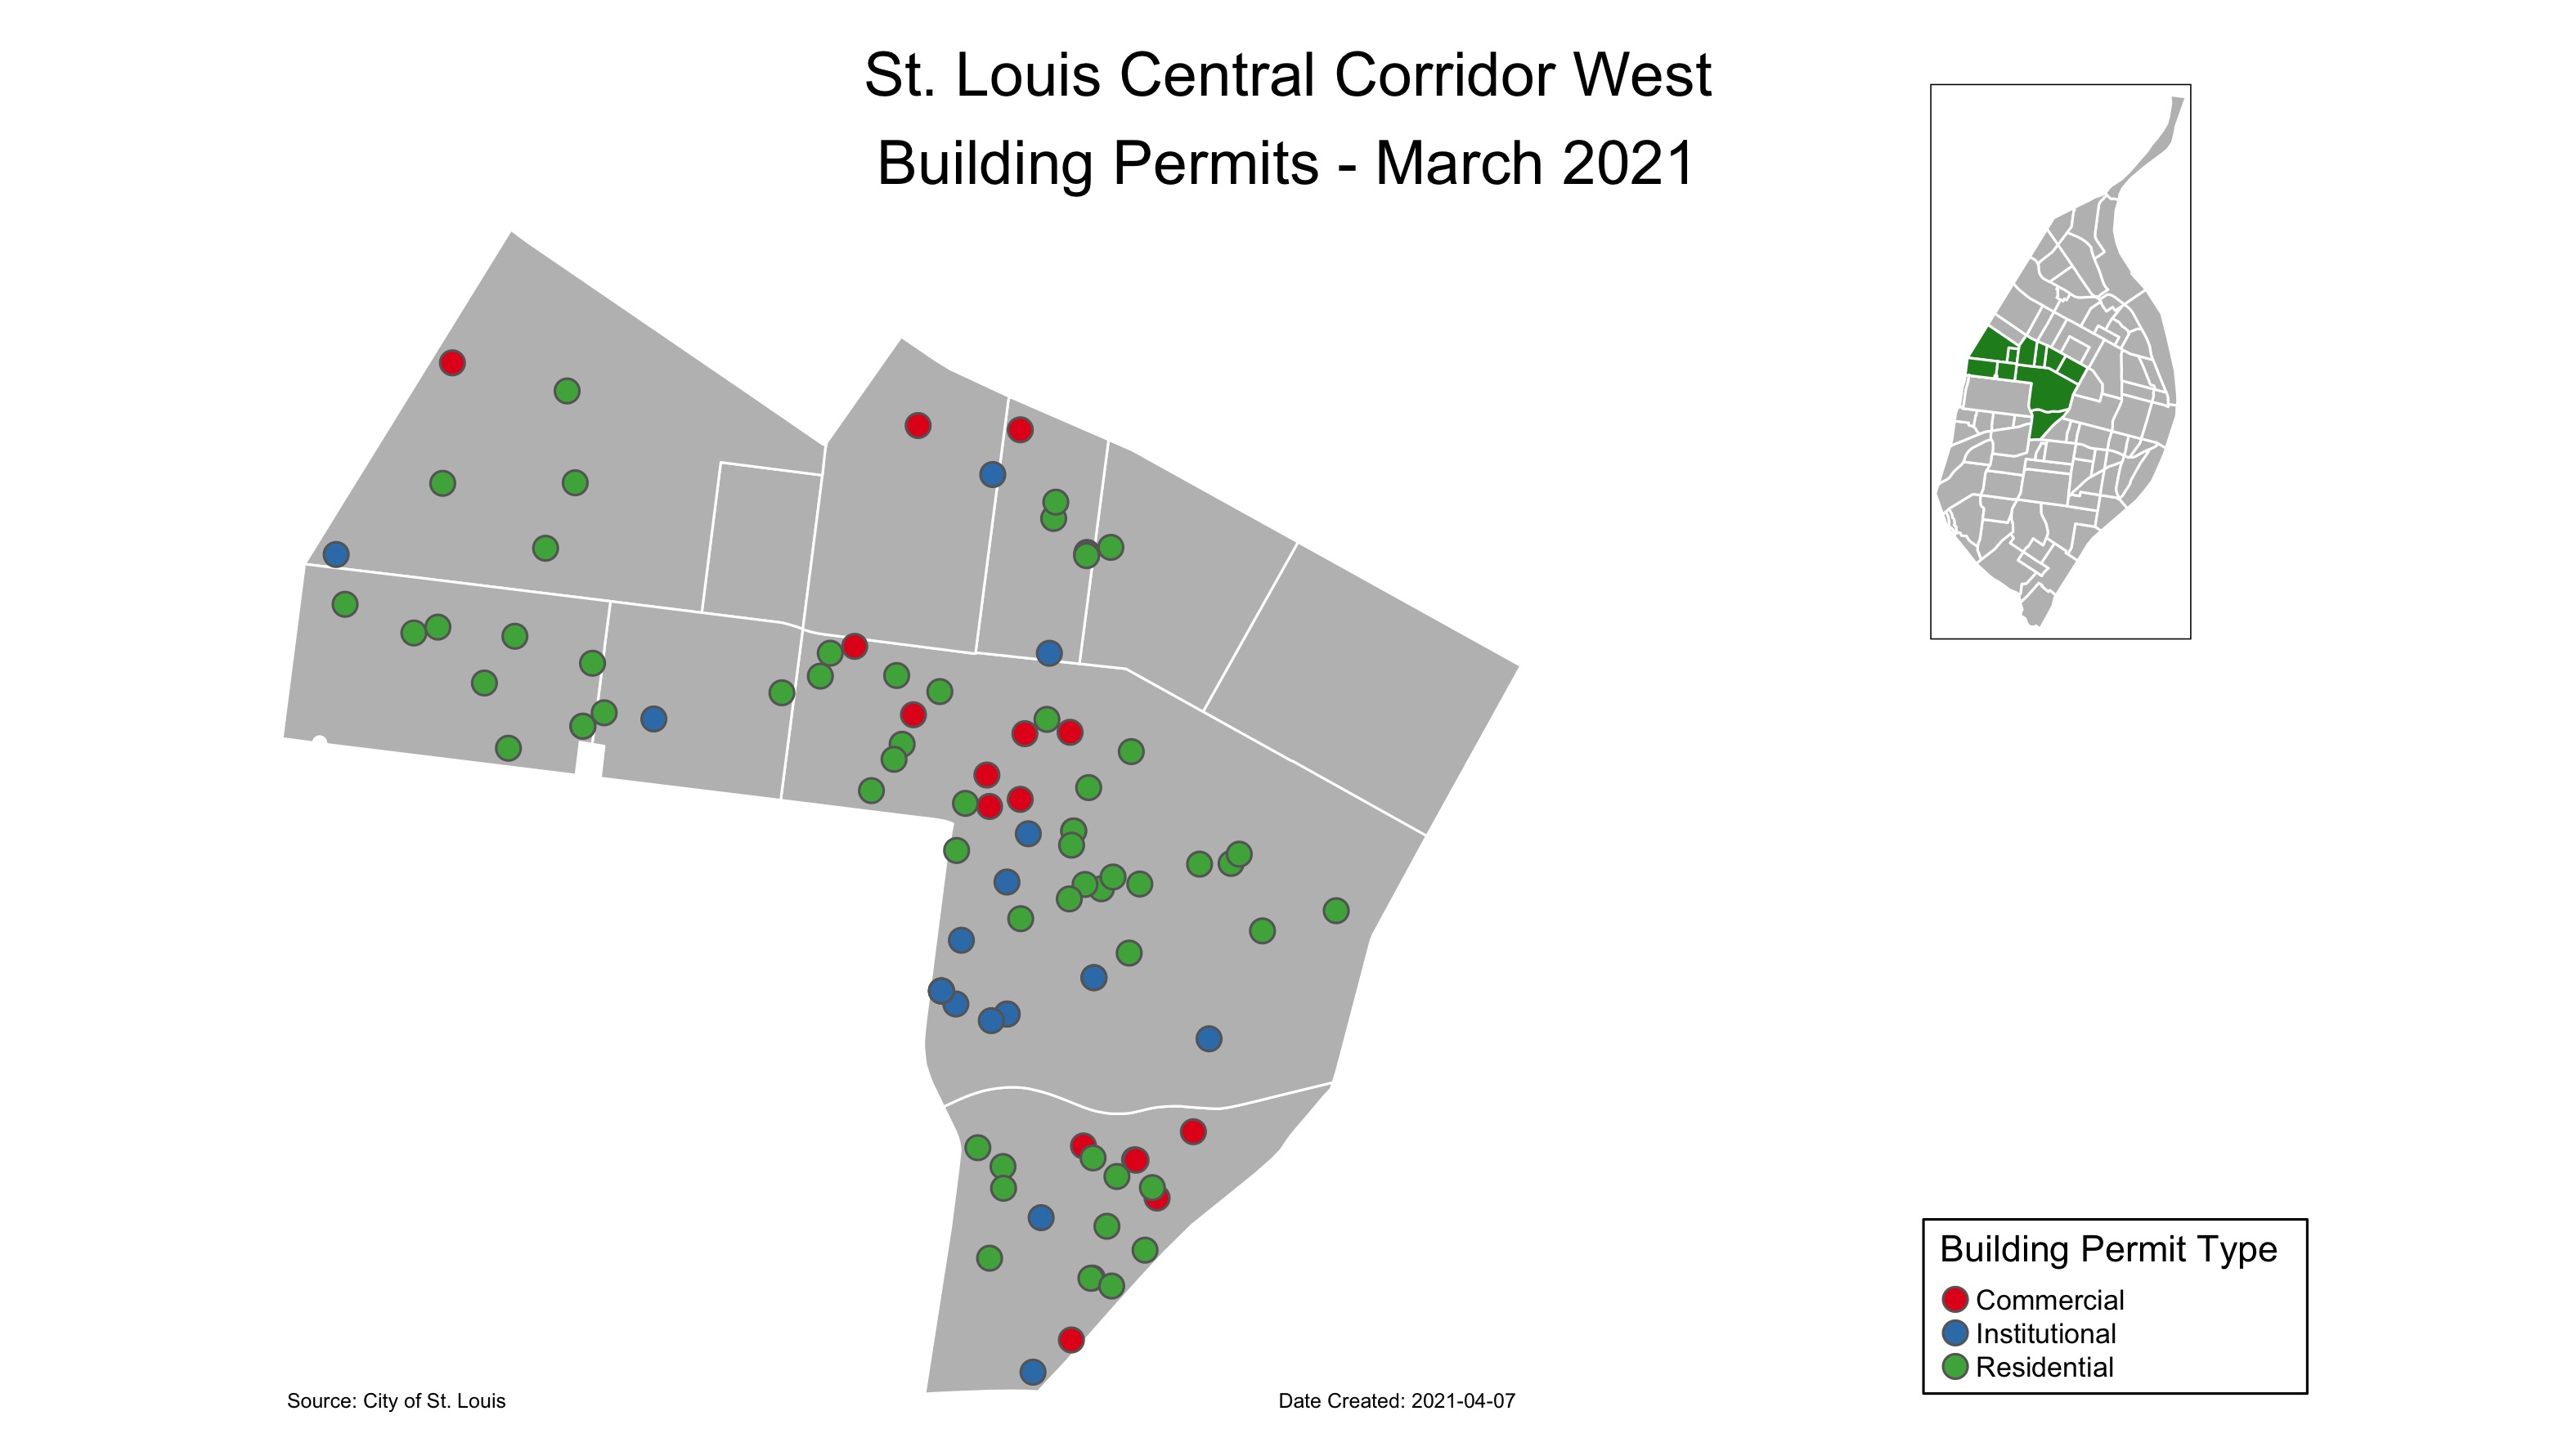 St. Louis Central Corridor West
Building Permits - March 2021
Building Permit Type
Commercial
Institutional
Residential
Source: City of St. Louis
Date Created: 2021-04-07